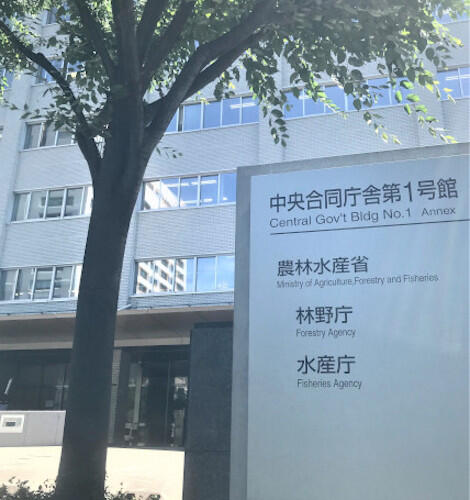 中央合同庁舎第1号館
Central Gov't Bldg No.1 Annex
農林水産省
Ministry of Agriculture,Forestry and Fisheries
林野庁
Forestry Agency
水産庁
Fisheries Agency